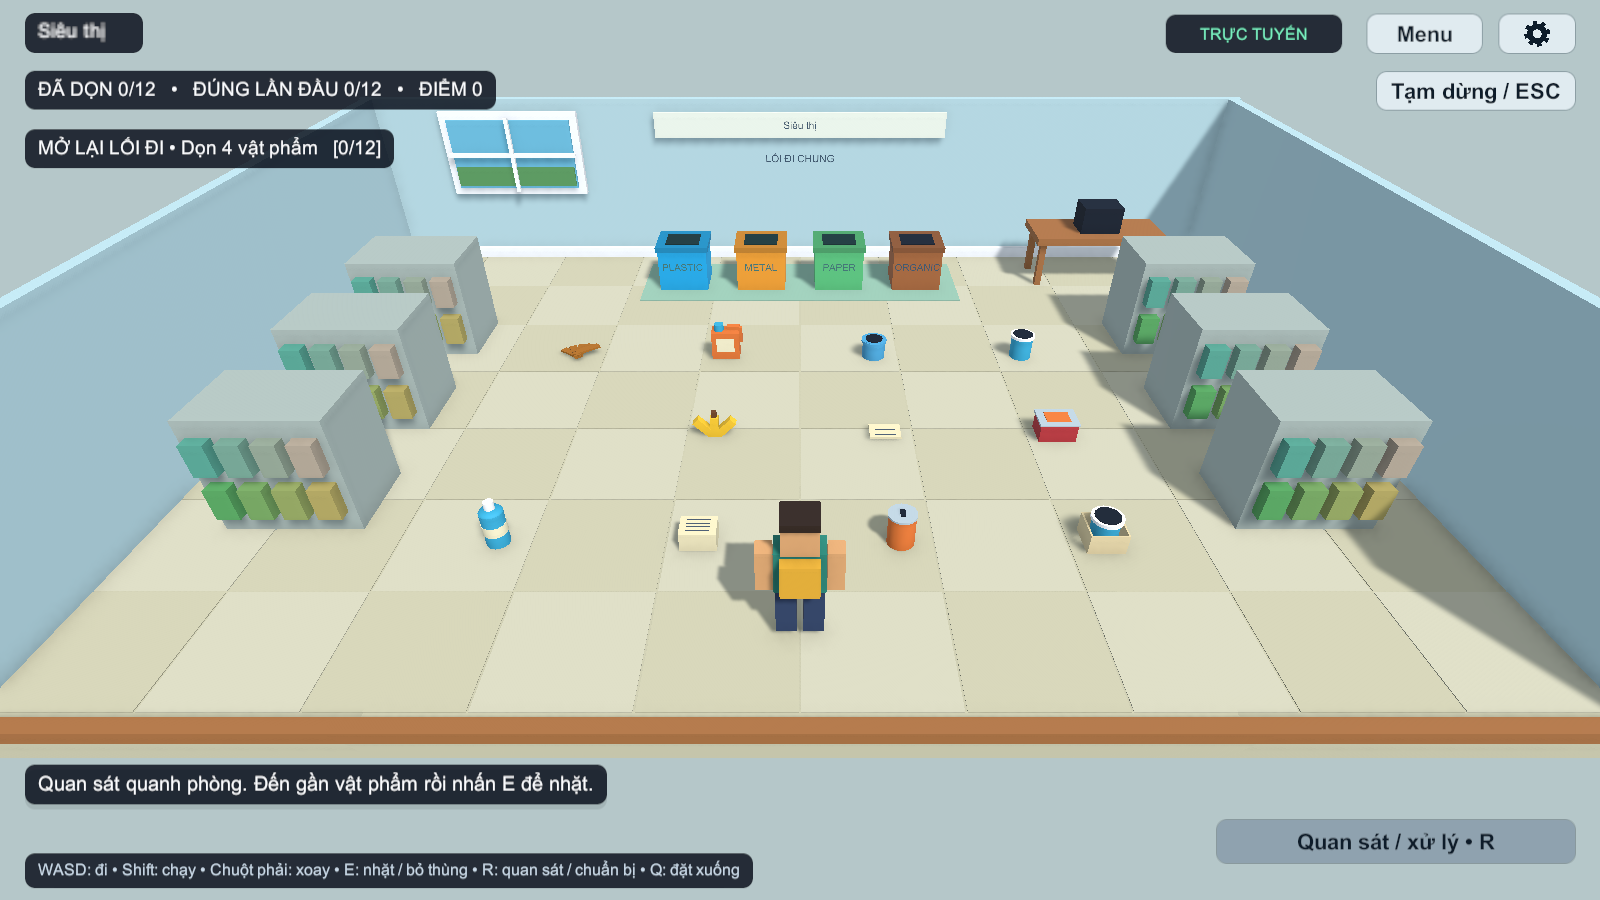 Siêu thị
TRỰC TUYẾN
Menu
ĐÃ DỌN 0/12 • ĐÚNG LẦN ĐẦU 0/12 • ĐIỂM 0
Tạm dừng / ESC
MỞ LẠI LỐI ĐI • Dọn 4 vật phẩm [0/12]
Siêu thị
LỐI ĐI CHUNG
PLASTIC
METAL
PAPER
ORGANIC
Quan sát quanh phòng. Đến gần vật phẩm rồi nhấn E để nhặt.
Quan sát / xử lý • R
WASD: đi • Shift: chạy • Chuột phải: xoay • E: nhặt / bỏ thùng • R: quan sát / chuẩn bị • Q: đặt xuống